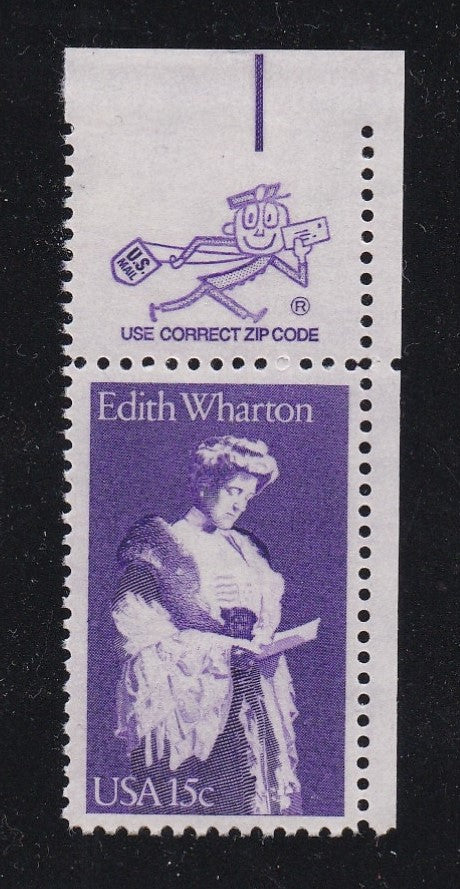 U.S.
MAIL
®
USE CORRECT ZIP CODE
Edith Wharton
USA 15c